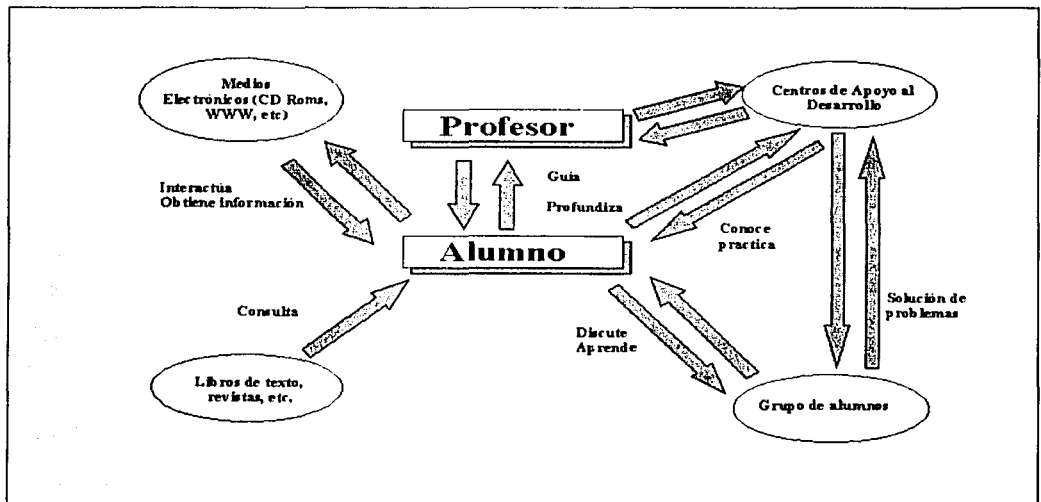 Medios
Electrónicos (CD Roms,
WWW, etc)
Profesor
Centros de Apoyo al
Desarrollo
Interactúa
Obtiene información
Guía
Profundiza
Alumno
Conoce
practica
Consulta
Discute
Aprende
Solución de
problemas
Libros de texto,
revistas, etc.
Grupo de alumnos